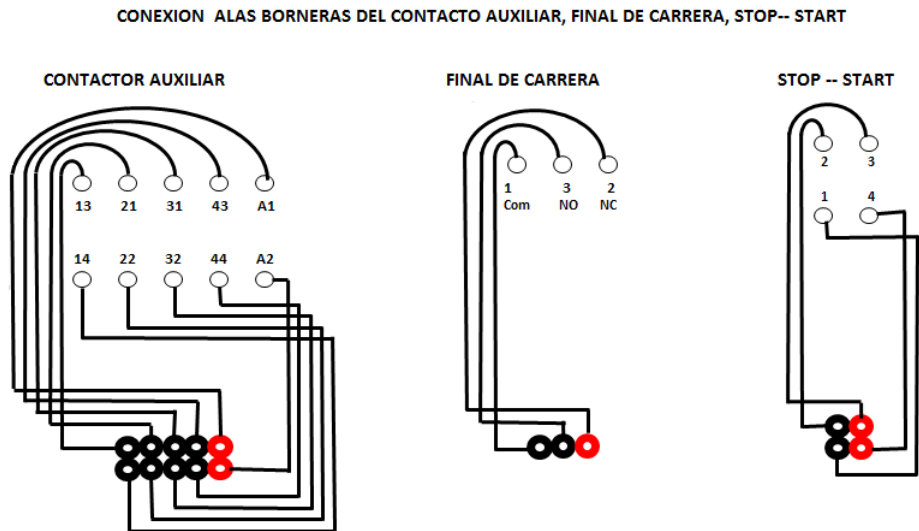 CONEXION ALAS BORNERAS DEL CONTACTO AUXILIAR, FINAL DE CARRERA, STOP-- START
CONTACTOR AUXILIAR
13 21 31 43 A1
14 22 32 44 A2
FINAL DE CARRERA
1 3 2
Com NO NC
STOP -- START
2 3
1 4